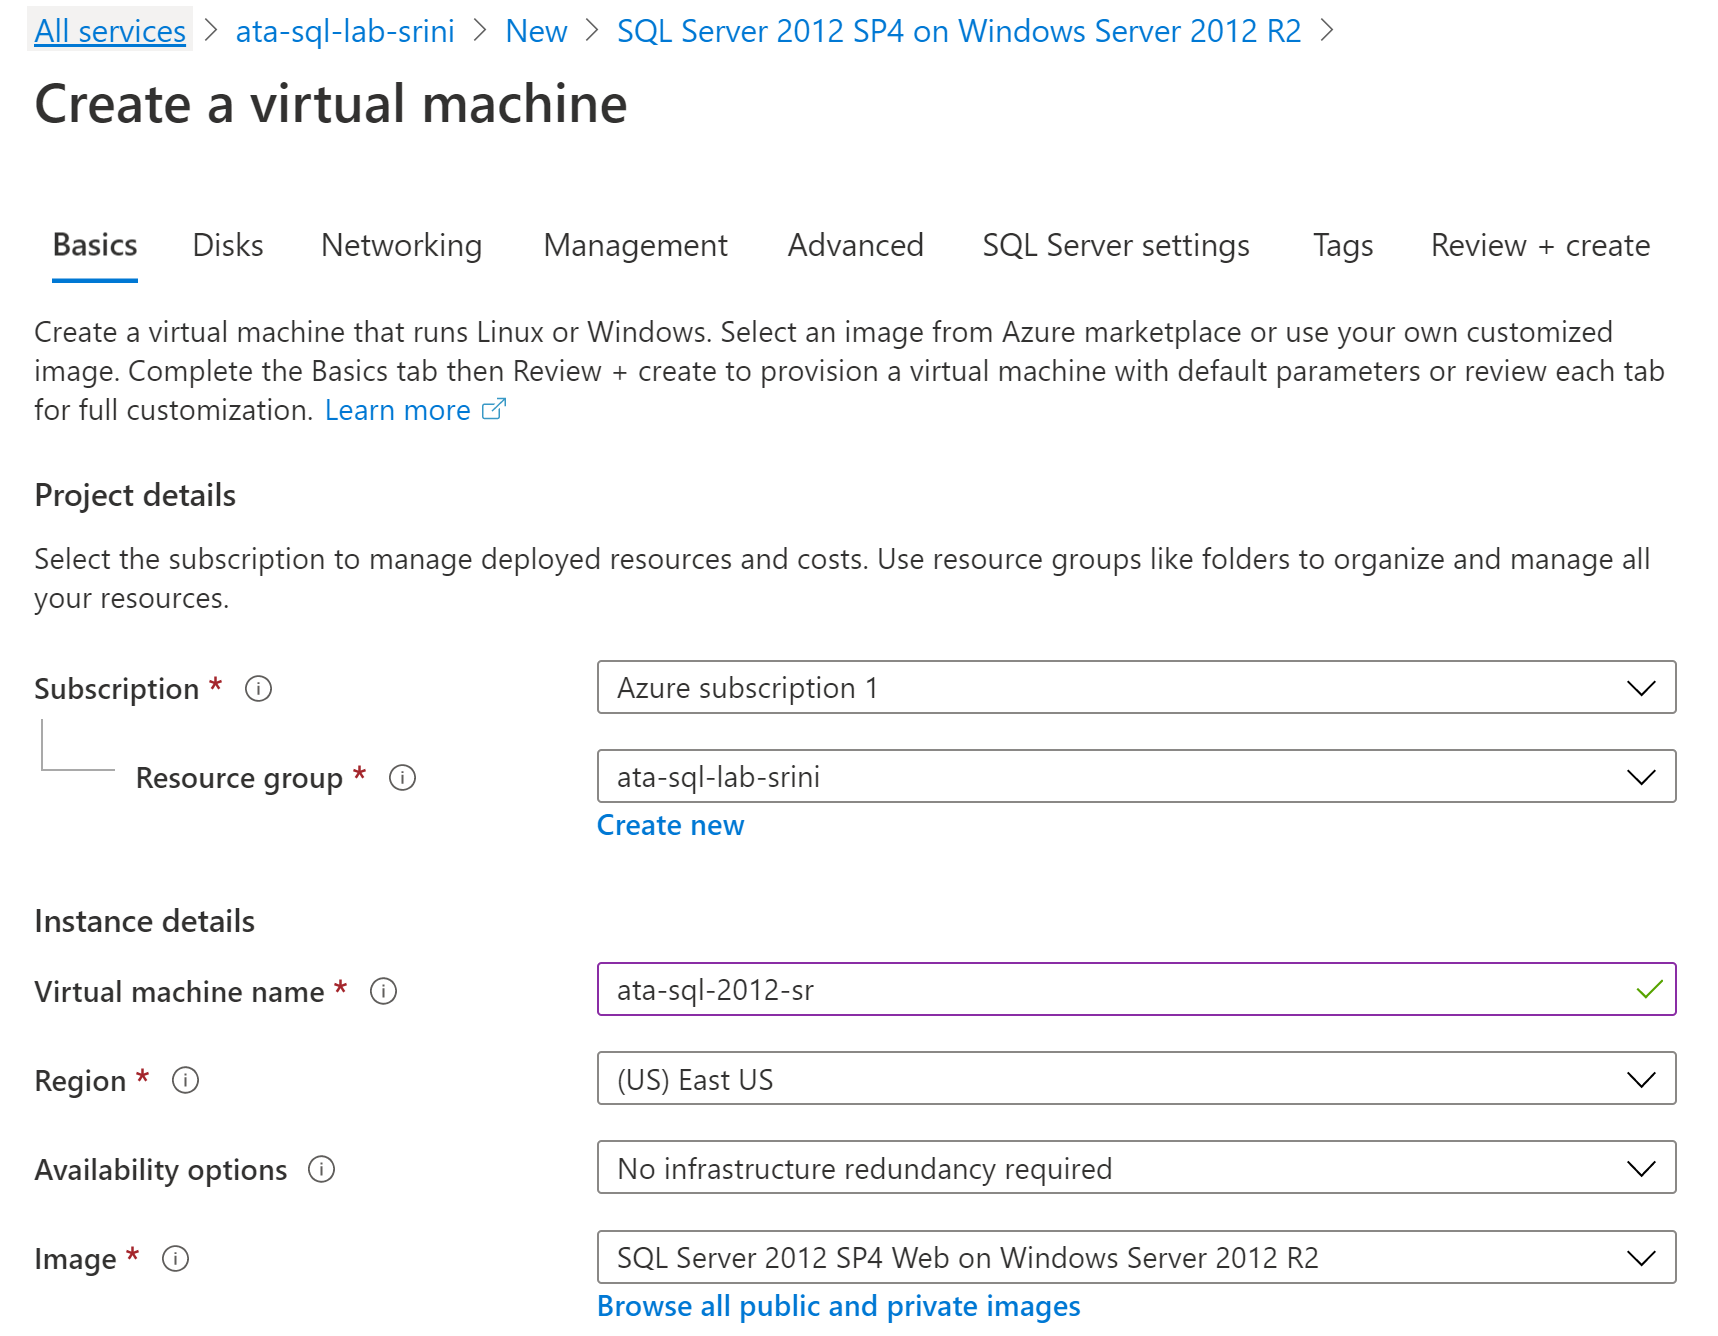 All services > ata-sql-lab-srini > New > SQL Server 2012 SP4 on Windows Server 2012 R2 >
Create a virtual machine
Basics Disks Networking Management Advanced SQL Server settings Tags Review + create
Create a virtual machine that runs Linux or Windows. Select an image from Azure marketplace or use your own customized
image. Complete the Basics tab then Review + create to provision a virtual machine with default parameters or review each tab
for full customization. Learn more
Project details
Select the subscription to manage deployed resources and costs. Use resource groups like folders to organize and manage all
your resources.
Subscription * Azure subscription 1
Resource group * ata-sql-lab-srini
Create new
Instance details
Virtual machine name * ata-sql-2012-sr
Region * (US) East US
Availability options No infrastructure redundancy required
Image * SQL Server 2012 SP4 Web on Windows Server 2012 R2
Browse all public and private images